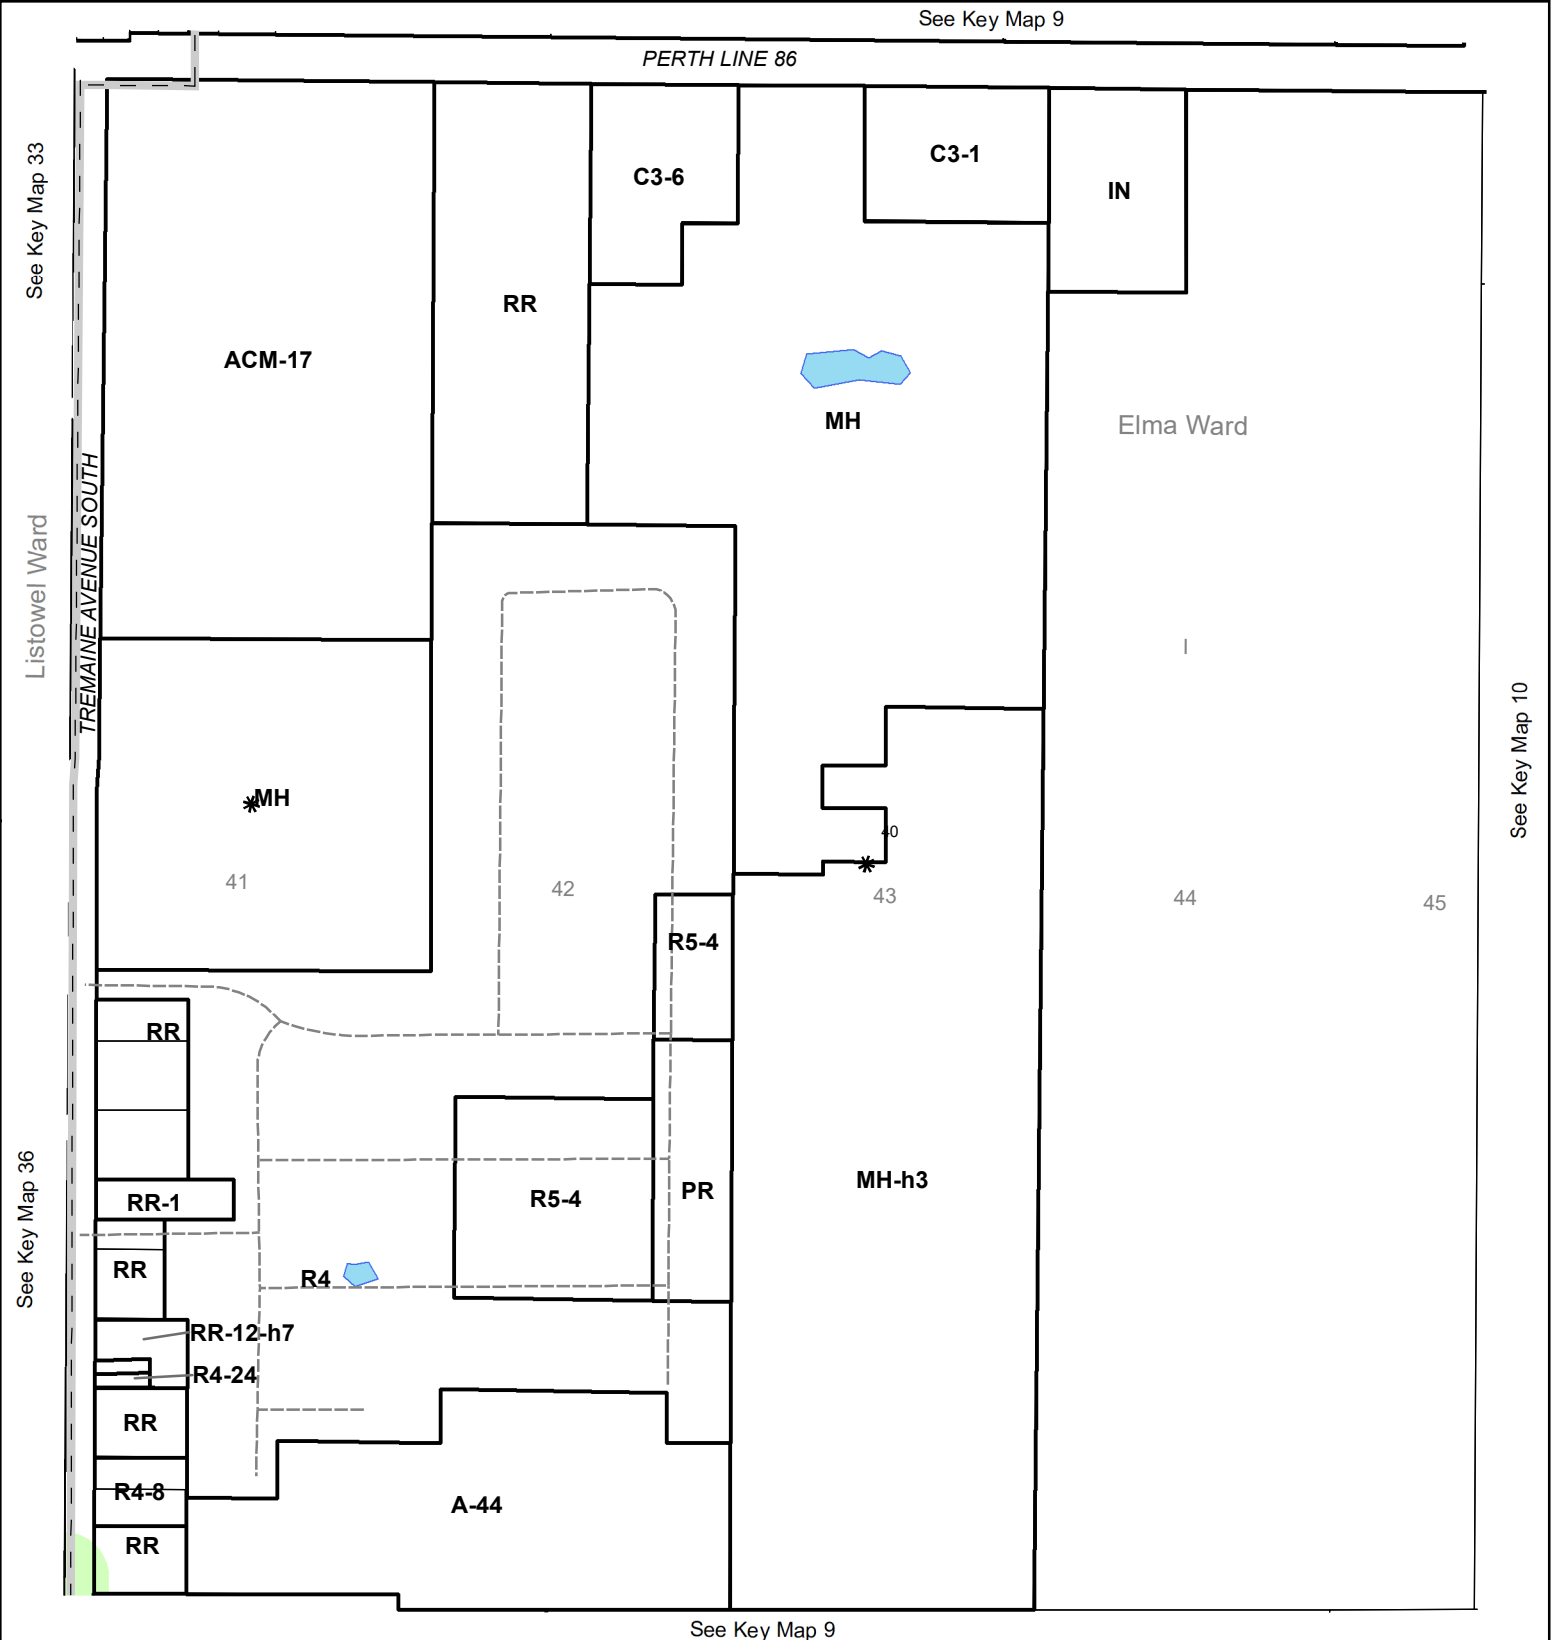 See Key Map 9
PERTH LINE 86
See Key Map 33
C3-6
C3-1
IN
RR
ACM-17
MH
Elma Ward
Listowel Ward
TREMAINE AVENUE SOUTH
I
See Key Map 10
MH
40
41
42
43
44
45
R5-4
RR
MH-h3
PR
R5-4
RR-1
See Key Map 36
RR
R4
RR-12-h7
R4-24
RR
R4-8
A-44
RR
See Key Map 9